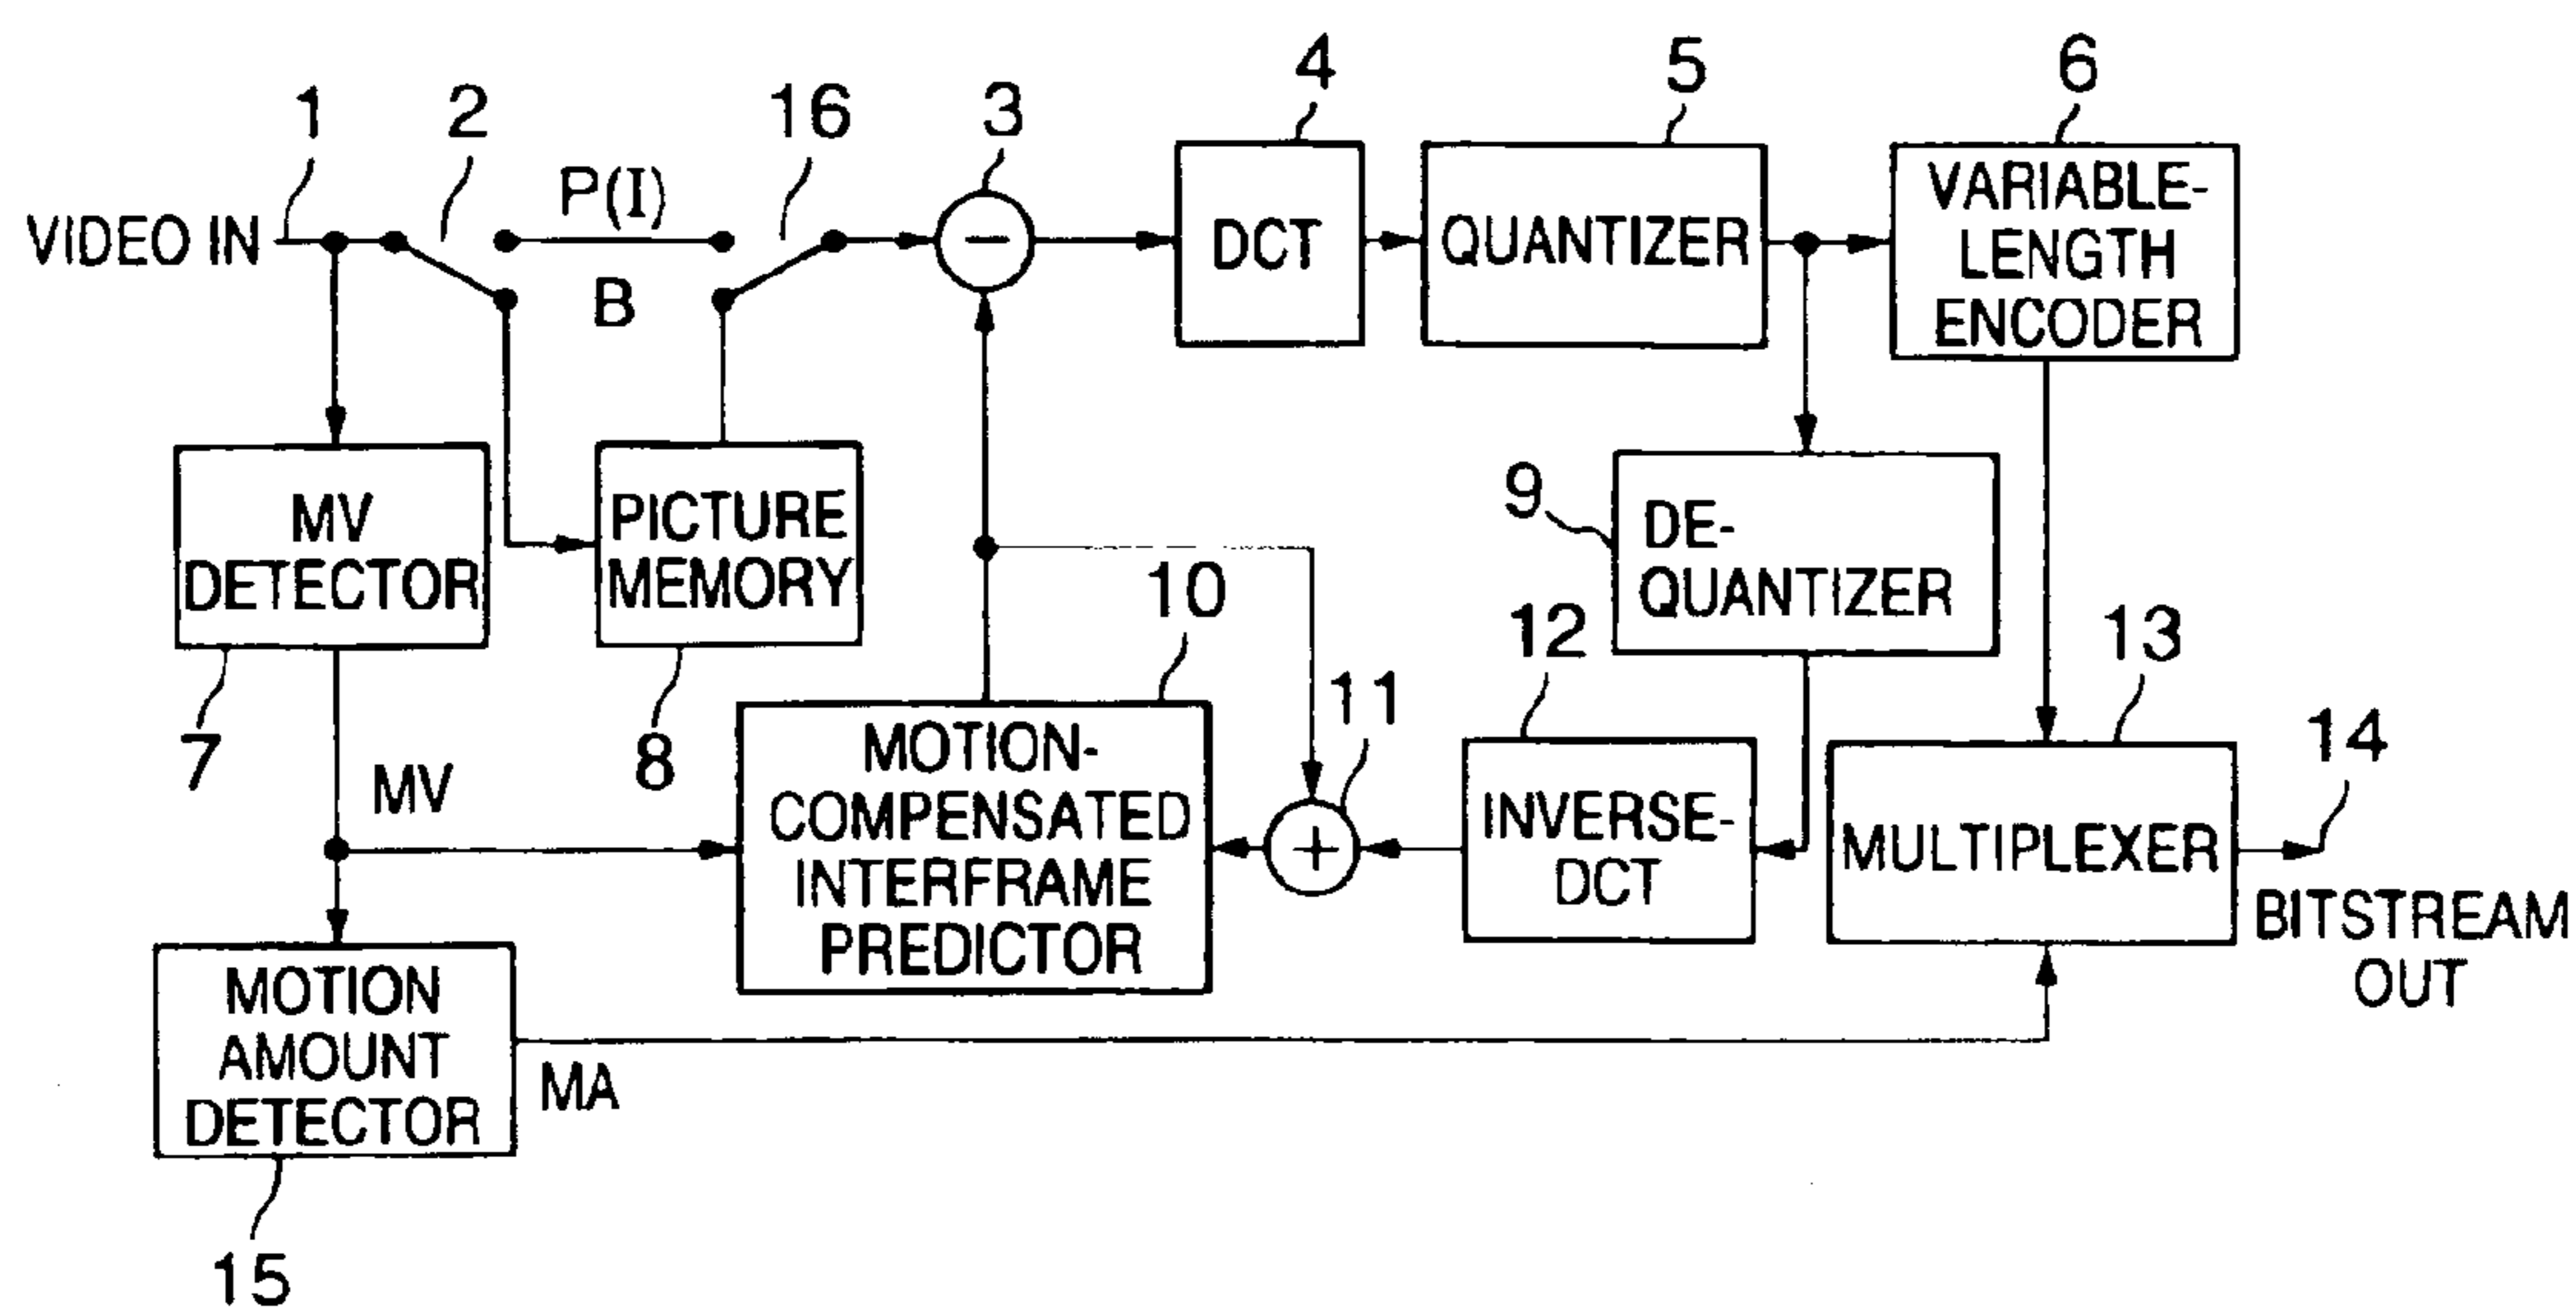 1
2
16
3
4
5
6
VIDEO IN
P(I)
B
−
DCT
QUANTIZER
VARIABLE-
LENGTH
ENCODER
MV
DETECTOR
7
PICTURE
MEMORY
8
9
DE-
QUANTIZER
10
MOTION-
COMPENSATED
INTERFRAME
PREDICTOR
11
+
12
INVERSE-
DCT
13
MULTIPLEXER
14
BITSTREAM
OUT
MV
MOTION
AMOUNT
DETECTOR
MA
15